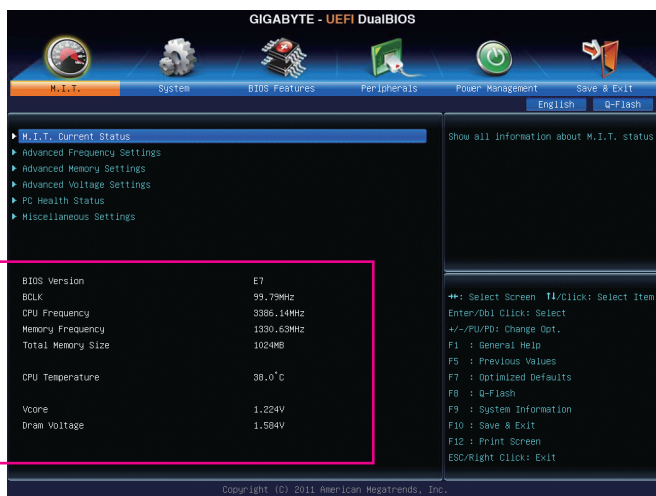 GIGABYTE - UEFI DualBIOS
M.I.T. System BIOS Features Peripherals Power Management Save & Exit
English Q-Flash
M.I.T. Current Status
Advanced Frequency Settings
Advanced Memory Settings
Advanced Voltage Settings
PC Health Status
Miscellaneous Settings
Show all information about M.I.T. status
BIOS Version E7
BCLK 99.79MHz
CPU Frequency 3386.14MHz
Memory Frequency 1330.63MHz
Total Memory Size 1024MB
CPU Temperature 38.0°C
Vcore 1.224V
Dram Voltage 1.584V
→←: Select Screen ↑↓/Click: Select Item
Enter/Dbl Click: Select
+/-/PU/PD: Change Opt.
F1 : General Help
F5 : Previous Values
F7 : Optimized Defaults
F8 : Q-Flash
F9 : System Information
F10 : Save & Exit
F12 : Print Screen
ESC/Right Click: Exit
Copyright (C) 2011 American Megatrends, Inc.